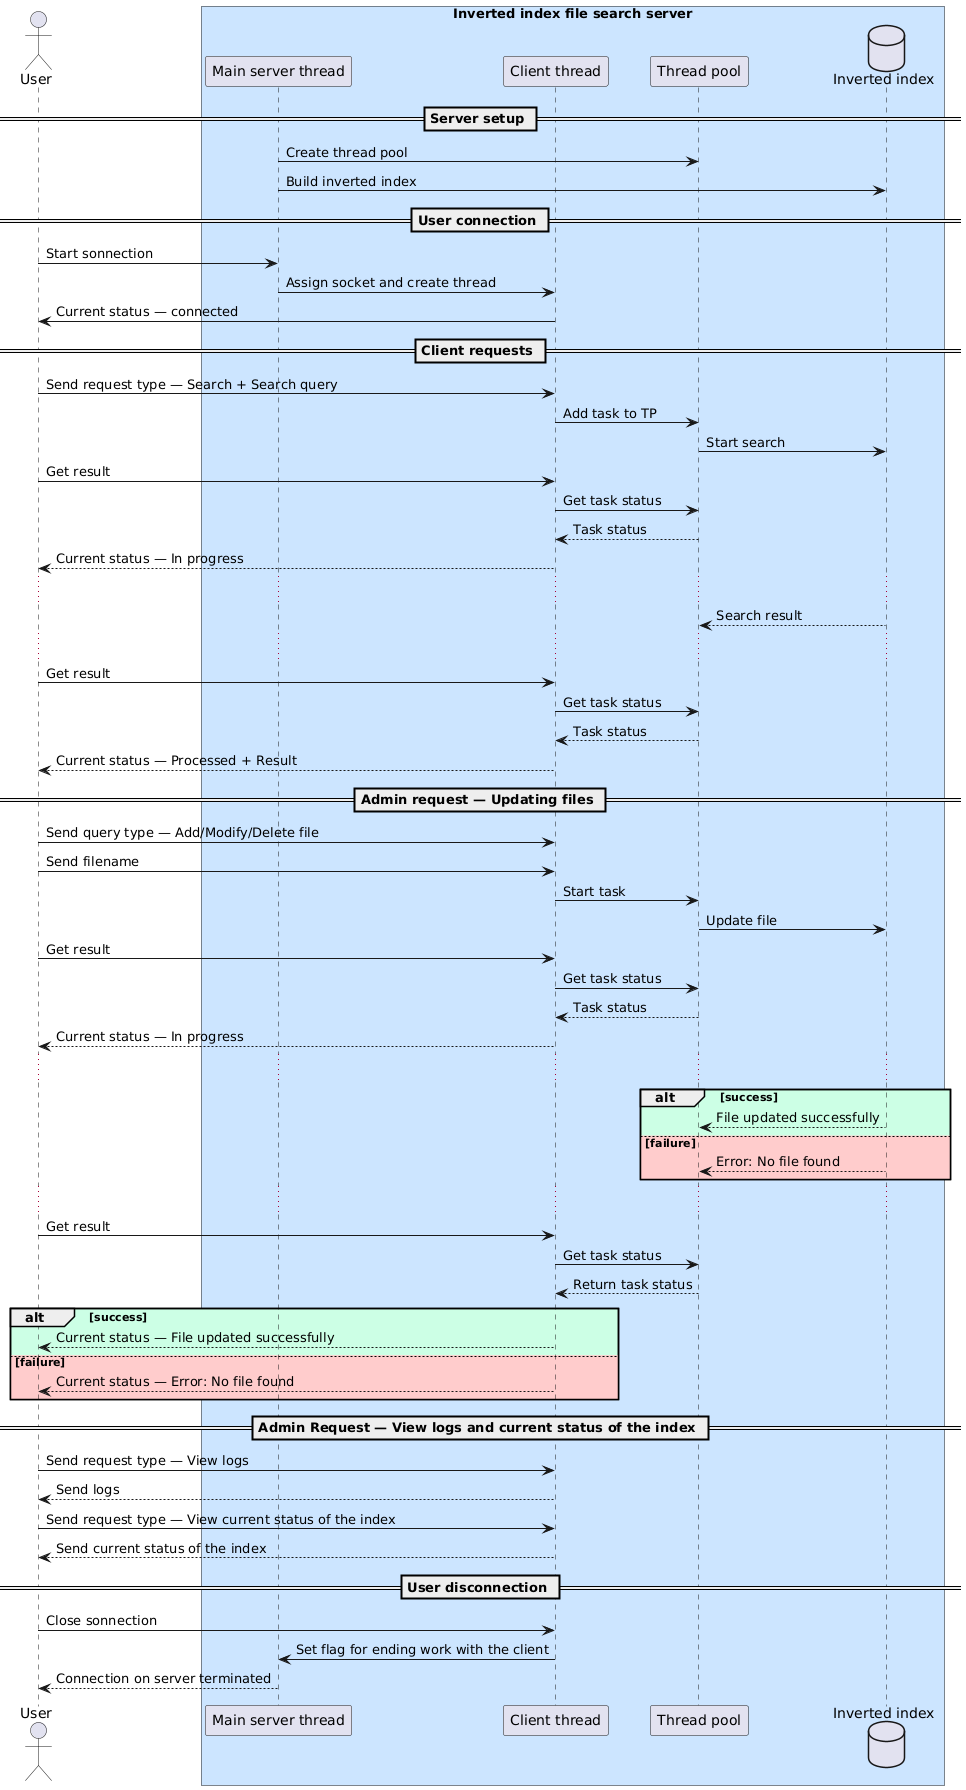 Inverted index file search server
User
Main server thread
Client thread
Thread pool
Inverted index
Server setup
Create thread pool
Build inverted index
User connection
Start sonnection
Assign socket and create thread
Current status — connected
Client requests
Send request type — Search + Search query
Add task to TP
Start search
Get result
Get task status
Task status
Current status — In progress
Search result
Get result
Get task status
Task status
Current status — Processed + Result
Admin request — Updating files
Send query type — Add/Modify/Delete file
Send filename
Start task
Update file
Get result
Get task status
Task status
Current status — In progress
alt [success]
File updated successfully
[failure]
Error: No file found
Get result
Get task status
Return task status
alt [success]
Current status — File updated successfully
[failure]
Current status — Error: No file found
Admin Request — View logs and current status of the index
Send request type — View logs
Send logs
Send request type — View current status of the index
Send current status of the index
User disconnection
Close sonnection
Set flag for ending work with the client
Connection on server terminated
User
Main server thread
Client thread
Thread pool
Inverted index